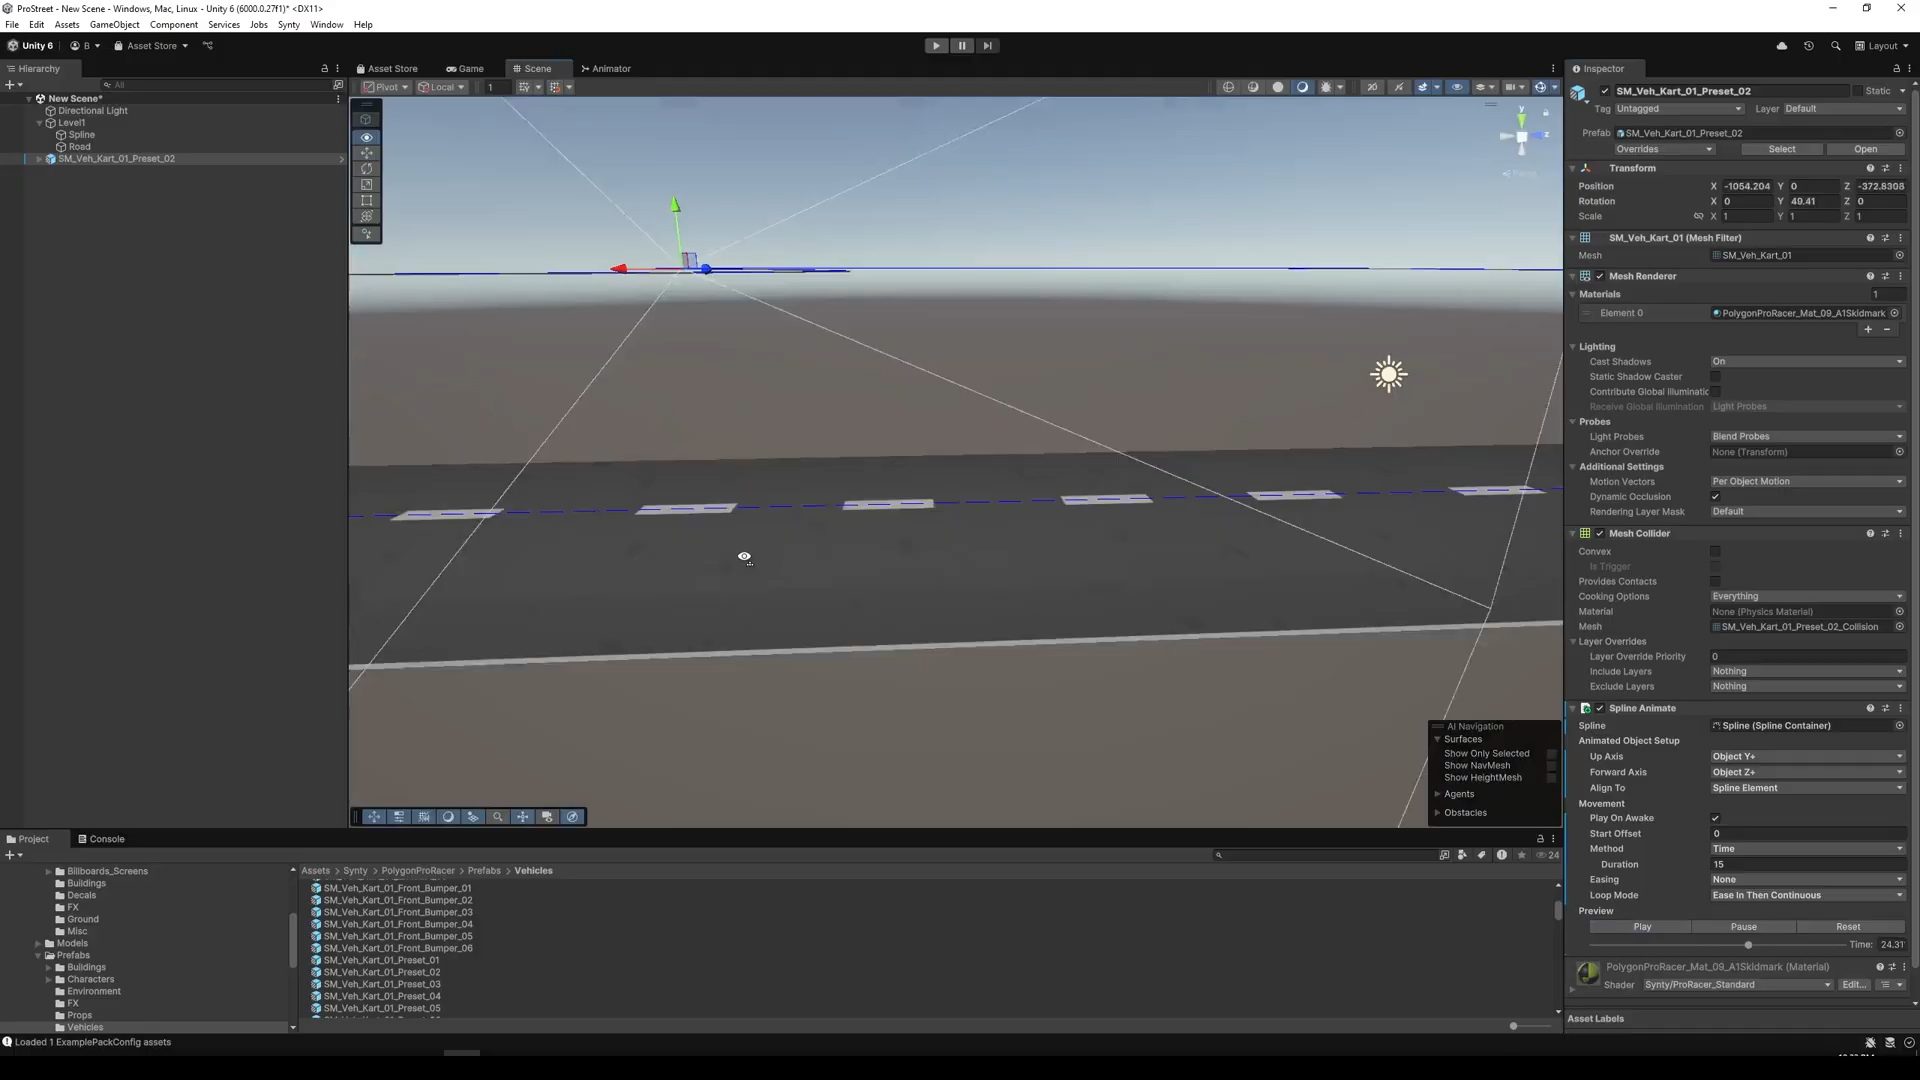 ProStreet - New Scene - Windows, Mac, Linux - Unity 6 (6000.0.27f1)* <DX11>
File Edit Assets GameObject Component Services Jobs Synty Window Help
Unity 6 B Asset Store Layout
Hierarchy Asset Store Game Scene Animator Inspector
All
Pivot Local 1
New Scene*
Directional Light
Level1
Spline
Road
SM_Veh_Kart_01_Preset_02
y
z
AI Navigation
Surfaces
Show Only Selected
Show NavMesh
Show HeightMesh
Agents
Obstacles
SM_Veh_Kart_01_Preset_02 Static
Tag Untagged Layer Default
Prefab SM_Veh_Kart_01_Preset_02
Overrides Select Open
Transform
Position X -1054.204 Y 0 Z -372.8308
Rotation X 0 Y 40.41 Z 0
Scale X 1 Y 1 Z 1
SM_Veh_Kart_01 (Mesh Filter)
Mesh SM_Veh_Kart_01
Mesh Renderer
Materials 1
Element 0 PolygonProRacer_Mat_09_A1Skidmark
Lighting
Cast Shadows On
Static Shadow Caster
Contribute Global Illuminatic
Receive Global Illumination Light Probes
Probes
Light Probes Blend Probes
Anchor Override None (Transform)
Additional Settings
Motion Vectors Per Object Motion
Dynamic Occlusion
Rendering Layer Mask Default
Mesh Collider
Convex
Is Trigger
Provides Contacts
Cooking Options Everything
Material None (Physics Material)
Mesh SM_Veh_Kart_01_Preset_02_Collision
Layer Overrides
Layer Override Priority 0
Include Layers Nothing
Exclude Layers Nothing
Spline Animate
Spline Spline (Spline Container)
Animated Object Setup
Up Axis Object Y+
Forward Axis Object Z+
Align To Spline Element
Movement
Play On Awake
Start Offset 0
Method Time
Duration 15
Easing None
Loop Mode Ease In Then Continuous
Preview
Play Pause Reset
Time: 24.31
PolygonProRacer_Mat_09_A1Skidmark (Material)
Shader Synty/ProRacer_Standard Edit...
Asset Labels
Project Console
24
Billboards_Screens
Buildings
Decals
FX
Ground
Misc
Models
Prefabs
Buildings
Characters
Environment
FX
Props
Vehicles
Assets > Synty > PolygonProRacer > Prefabs > Vehicles
SM_Veh_Kart_01_Front_Bumper_01
SM_Veh_Kart_01_Front_Bumper_02
SM_Veh_Kart_01_Front_Bumper_03
SM_Veh_Kart_01_Front_Bumper_04
SM_Veh_Kart_01_Front_Bumper_05
SM_Veh_Kart_01_Front_Bumper_06
SM_Veh_Kart_01_Preset_01
SM_Veh_Kart_01_Preset_02
SM_Veh_Kart_01_Preset_03
SM_Veh_Kart_01_Preset_04
SM_Veh_Kart_01_Preset_05
Loaded 1 ExamplePackConfig assets